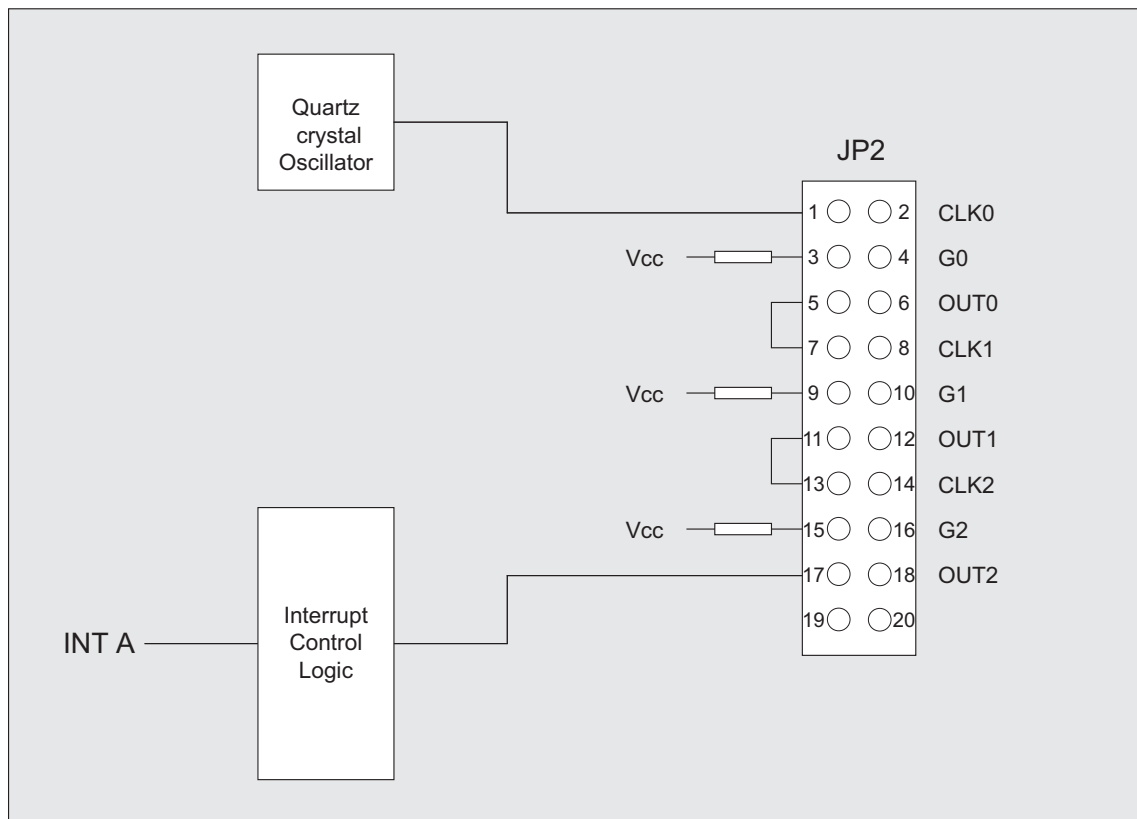 Quartz
crystal
Oscillator
JP2
1 2 CLK0
Vcc 3 4 G0
5 6 OUT0
7 8 CLK1
Vcc 9 10 G1
11 12 OUT1
13 14 CLK2
Vcc 15 16 G2
17 18 OUT2
19 20
INT A
Interrupt
Control
Logic